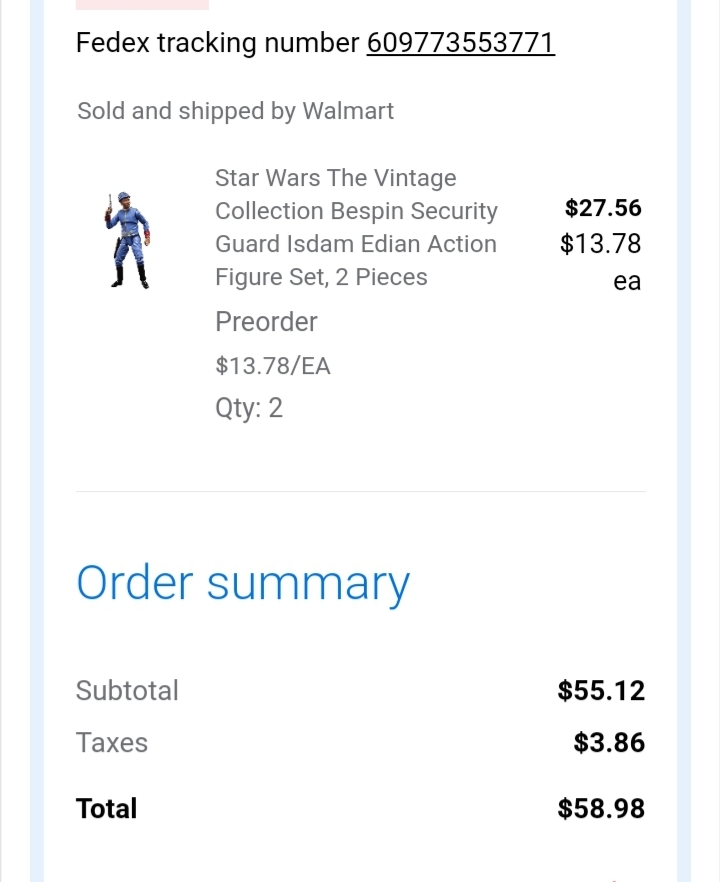 Fedex tracking number 609773553771
Sold and shipped by Walmart
Star Wars The Vintage
Collection Bespin Security
Guard Isdam Edian Action
Figure Set, 2 Pieces
$27.56
$13.78
ea
Preorder
$13.78/EA
Qty: 2
Order summary
Subtotal $55.12
Taxes $3.86
Total $58.98